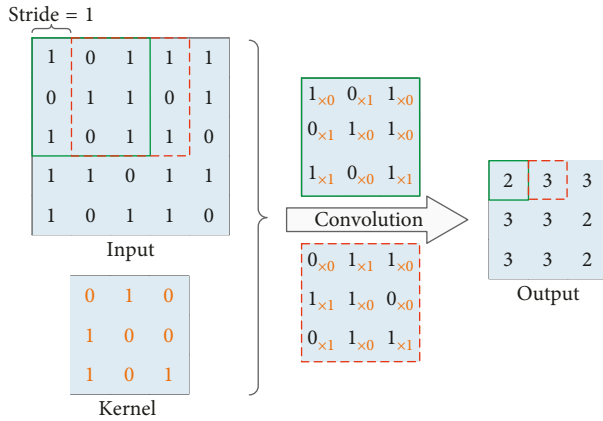 Stride = 1
1 0 1 1 1
0 1 1 0 1
1 0 1 1 0
1 1 0 1 1
1 0 1 1 0
Input
0 1 0
1 0 0
1 0 1
Kernel
1×0 0×1 1×0
0×1 1×0 1×0
1×1 0×0 1×1
Convolution
0×0 1×1 1×0
1×1 1×0 0×0
0×1 1×0 1×1
2 3 3
3 3 2
3 3 2
Output